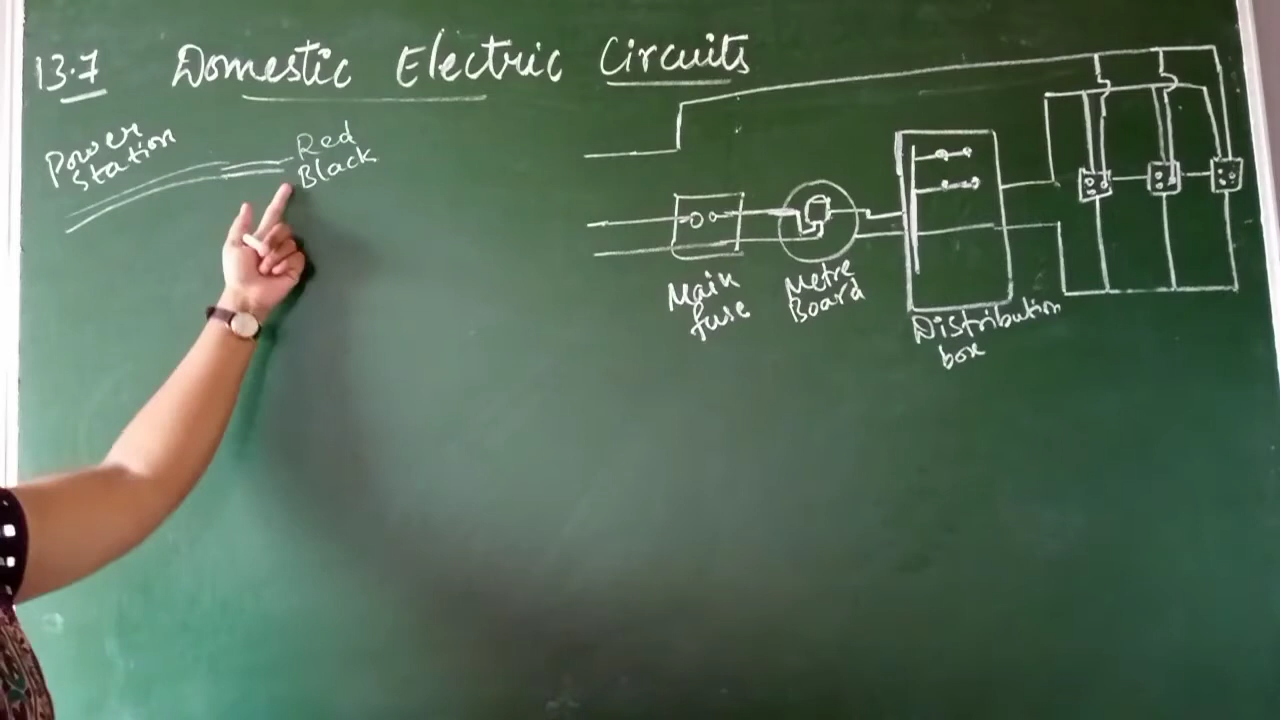 13.7 Domestic Electric Circuits
Power
Station
Red
Black
Main
fuse
Metre
Board
Distribution
box